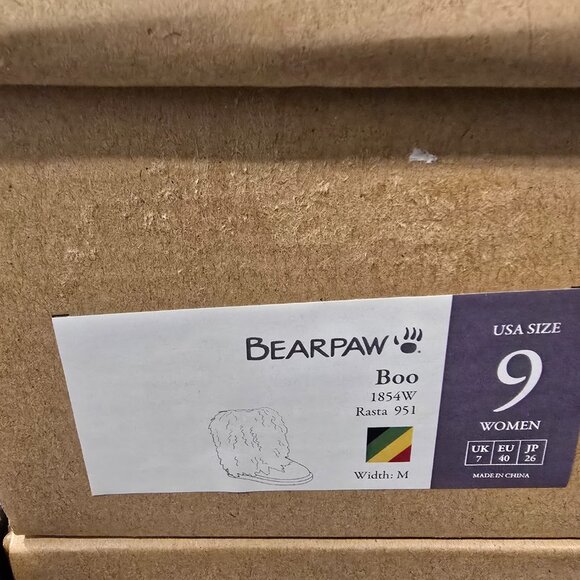 BEARPAW
Boo
1854W
Rasta 951
Width: M
USA SIZE
9
WOMEN
UK EU JP
7 40 26
MADE IN CHINA